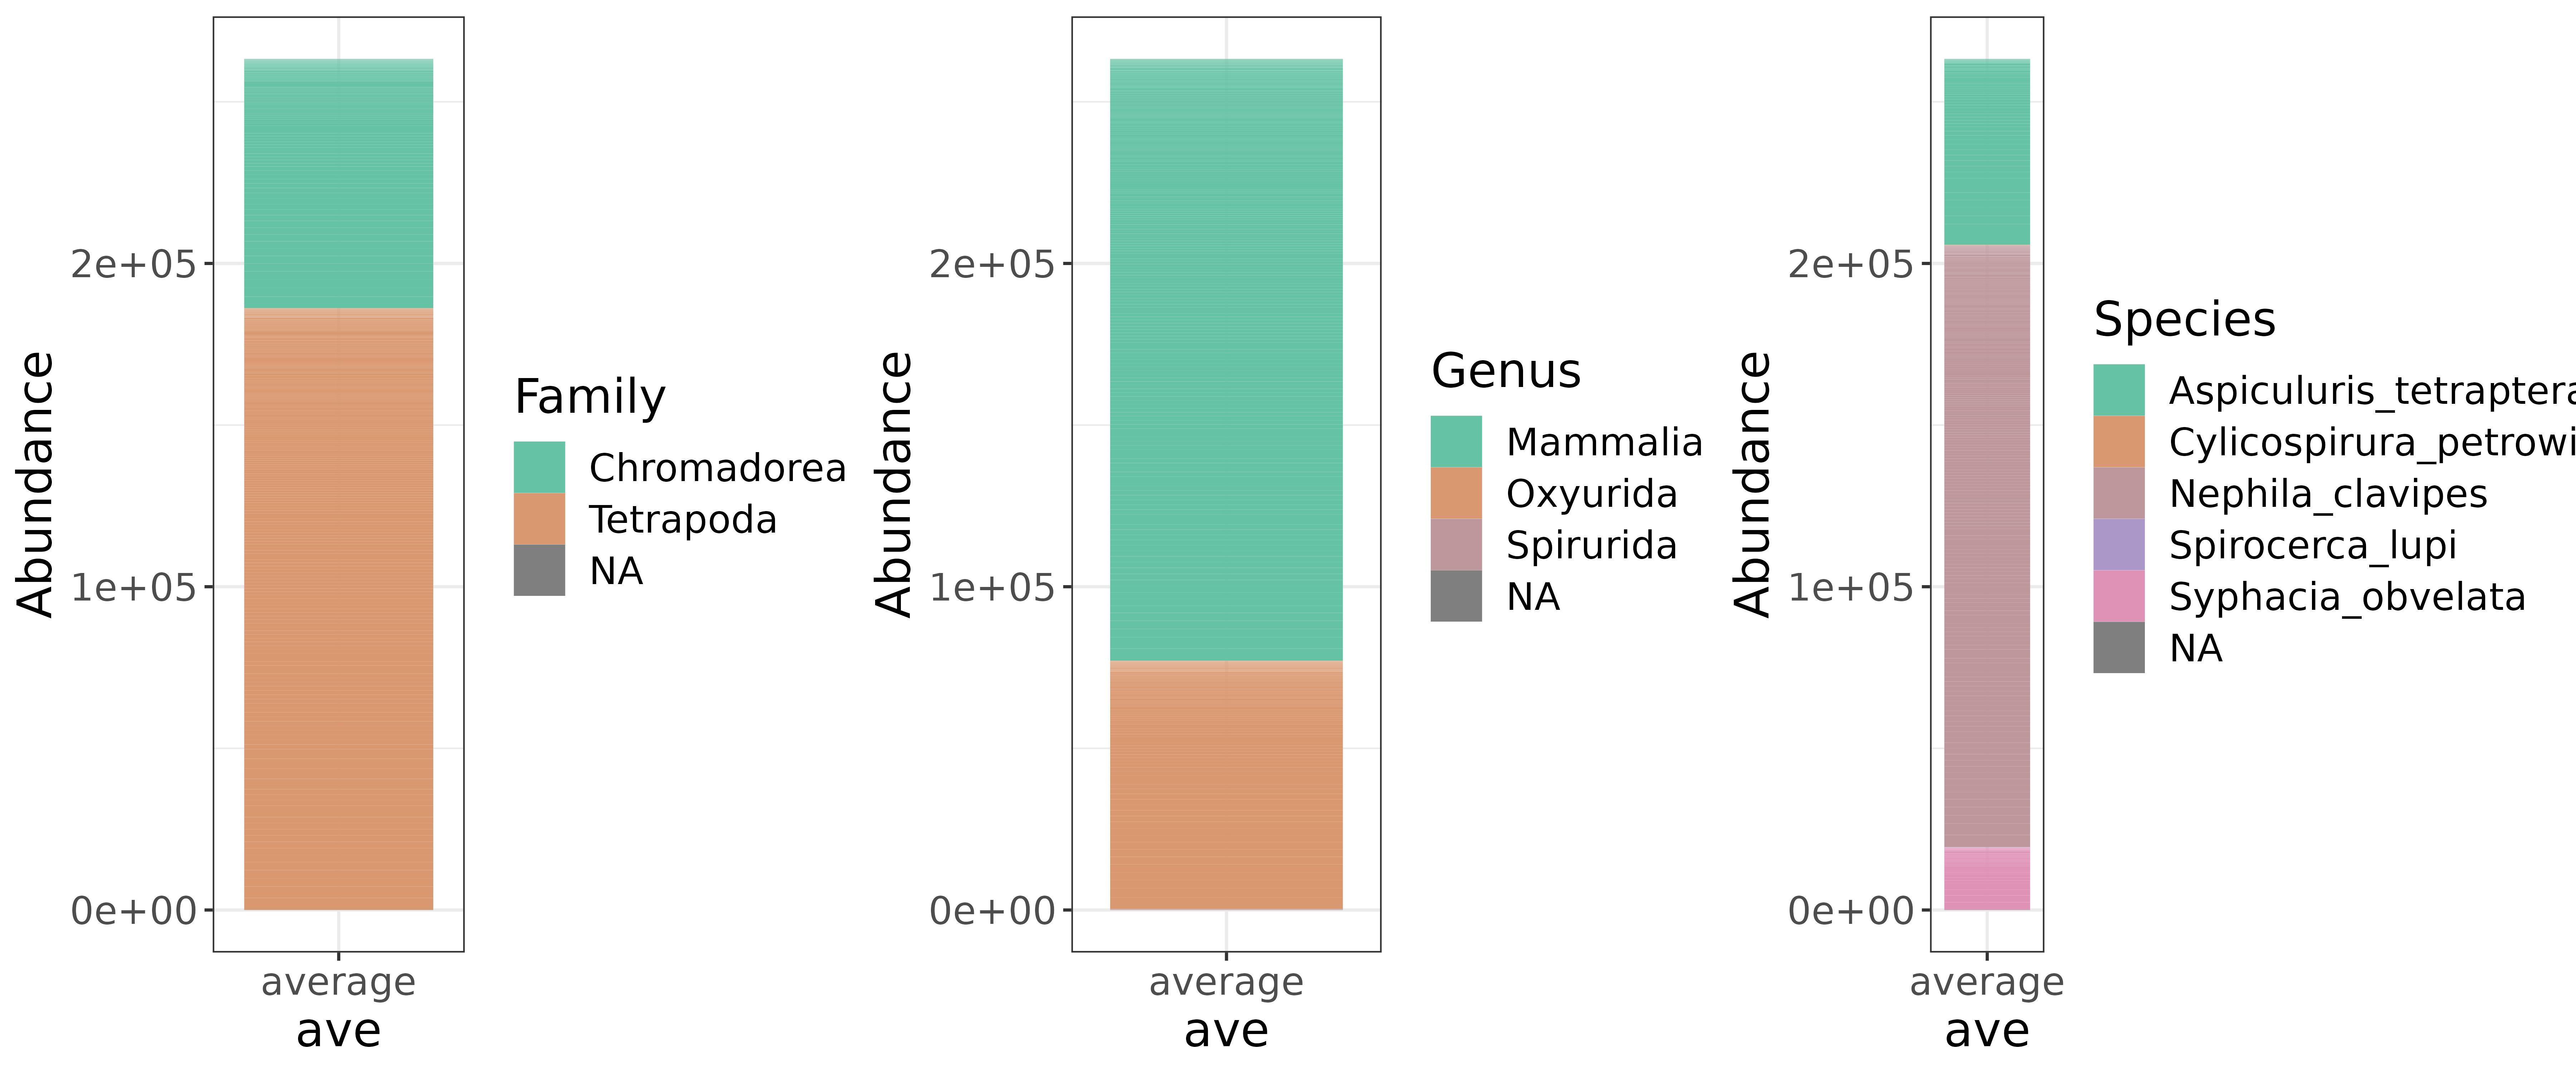 Abundance
2e+05
1e+05
0e+00
average
ave
Family
Chromadorea
Tetrapoda
NA
Abundance
2e+05
1e+05
0e+00
average
ave
Genus
Mammalia
Oxyurida
Spirurida
NA
Abundance
2e+05
1e+05
0e+00
average
ave
Species
Aspiculuris_tetraptera
Cylicospirura_petrowi
Nephila_clavipes
Spirocerca_lupi
Syphacia_obvelata
NA